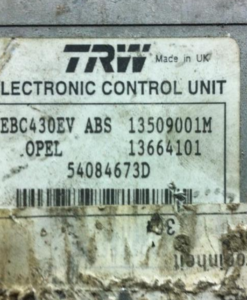 TRW Made in UK
ELECTRONIC CONTROL UNIT
EBC430EV ABS 13509001M
OPEL 13664101
54084673D